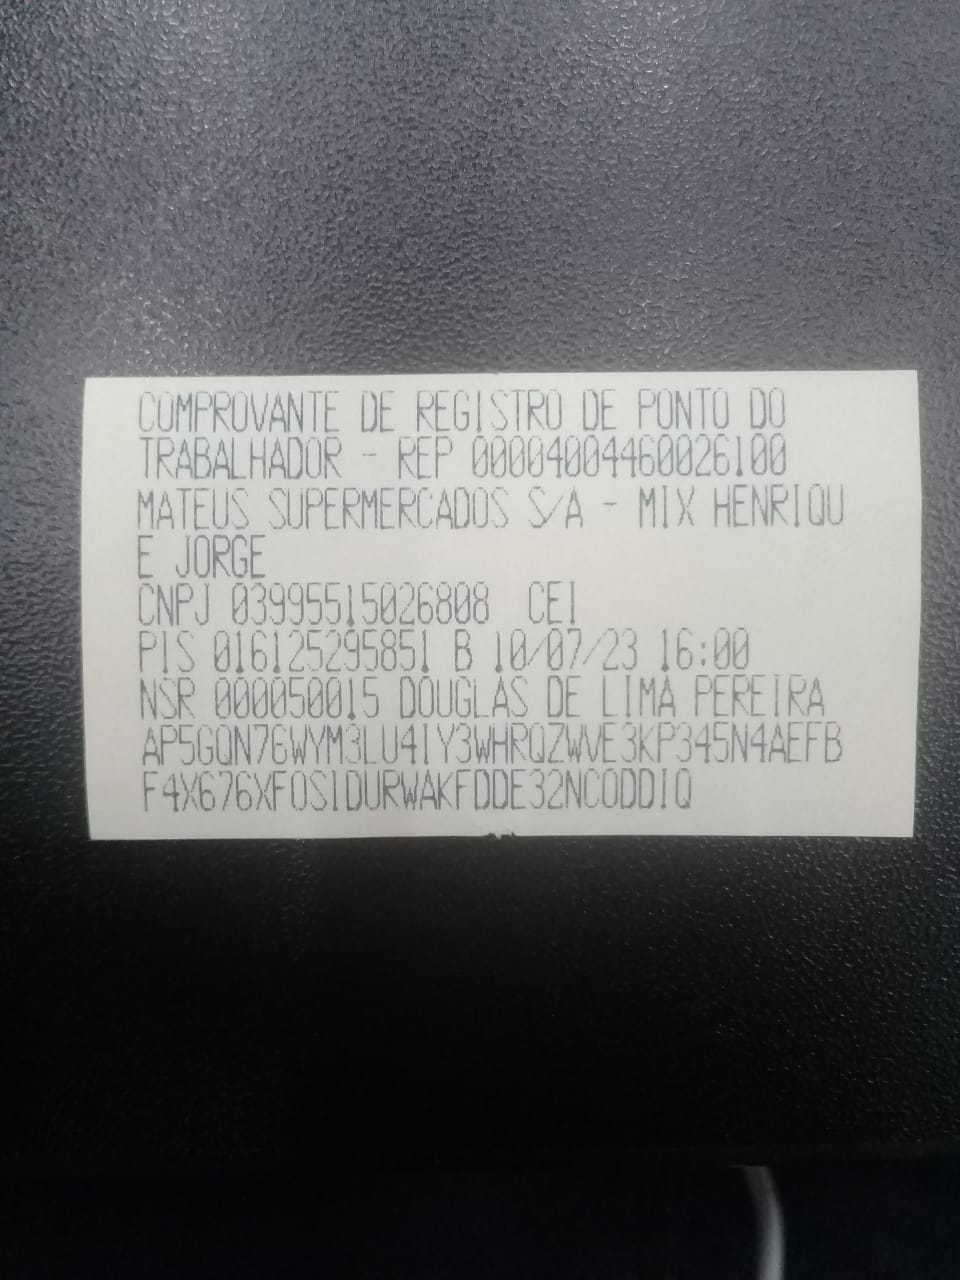 COMPROVANTE DE REGISTRO DE PONTO DO
TRABALHADOR - REP 00004004460026100
MATEUS SUPERMERCADOS S/A - MIX HENRIQU
E JORGE
CNPJ 03995515026808 CEI
PIS 016125295851 B 10/07/23 16:00
NSR 000050015 DOUGLAS DE LIMA PEREIRA
AP5GQN76WYM3LU4IY3WHRQZWVE3KP345N4AEFB
F4X676XFOSIDURWAKFDDE32NCODDIQ